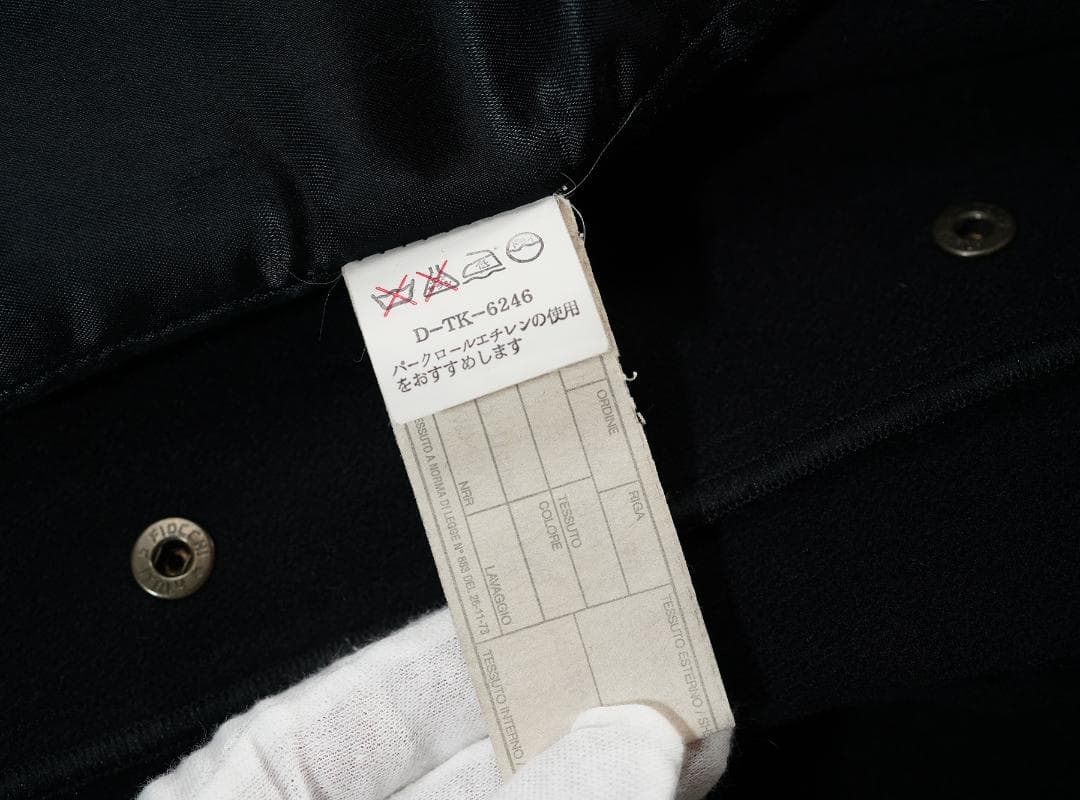 低
D-TK-6246
パークロールエチレンの使用
をおすすめします
ORDINE
RIGA
TESSUTO
COLORE
NRR
LAVAGGIO
TESSUTO A NORMA DI LEGGE N° 883 DEL 26-11-73
TESSUTO ESTERNO /
TESSUTO INTERNO /
FIOCCHI